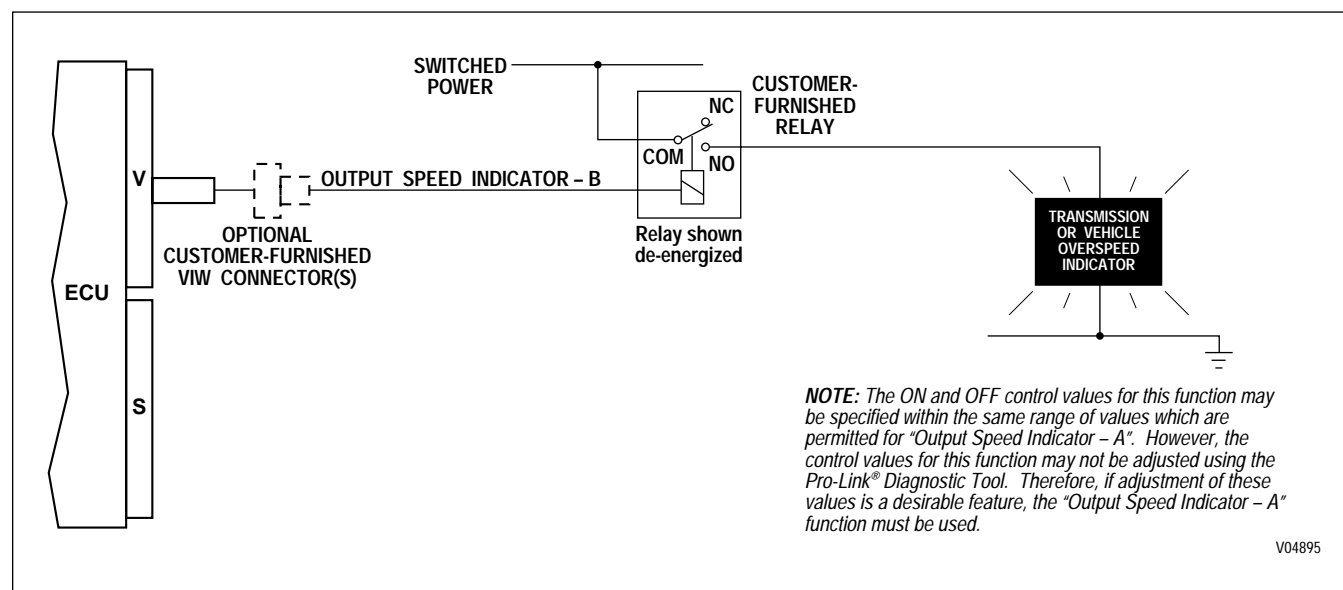 SWITCHED
POWER
NC
CUSTOMER-
FURNISHED
RELAY
COM
NO
V
OUTPUT SPEED INDICATOR – B
OPTIONAL
CUSTOMER-FURNISHED
VIW CONNECTOR(S)
Relay shown
de-energized
TRANSMISSION
OR VEHICLE
OVERSPEED
INDICATOR
ECU
S
NOTE: The ON and OFF control values for this function may
be specified within the same range of values which are
permitted for “Output Speed Indicator – A”. However, the
control values for this function may not be adjusted using the
Pro-Link® Diagnostic Tool. Therefore, if adjustment of these
values is a desirable feature, the “Output Speed Indicator – A”
function must be used.
V04895